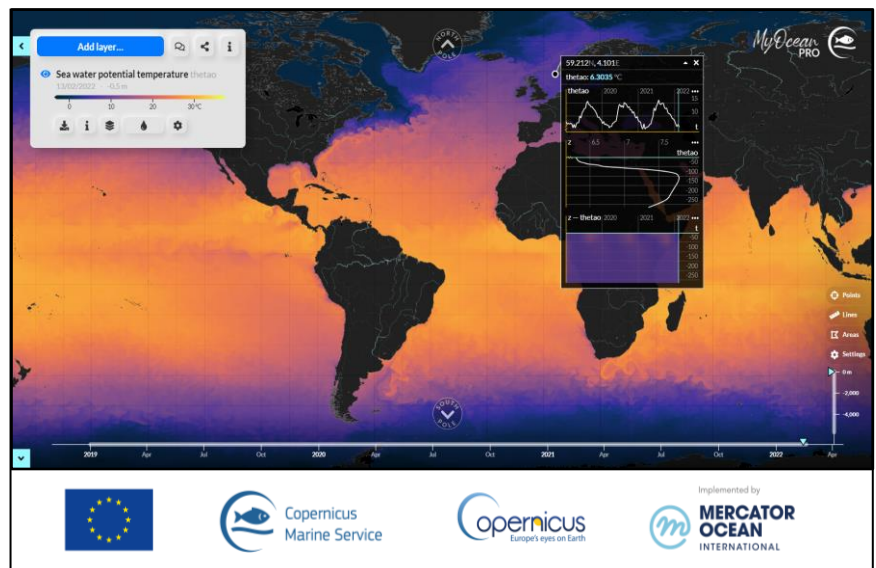 Add layer...
Sea water potential temperature thetao
13/02/2022 — -0,5 m
0 10 20 30°C
NORTH
POLE
MyOcean
PRO
59.212N, 4.101E
thetao: 6.3035 °C
thetao 2020 2021 2022
15
10
t
z 6.5 7 7.5
thetao
-50
-100
-150
-200
-250
z — thetao 2020 2021 2022
t
-50
-100
-150
-200
-250
Points
Lines
Areas
Settings
0 m
-2,000
-4,000
SOUTH
POLE
2019 Apr Jul Oct 2020 Apr Jul Oct 2021 Apr Jul Oct 2022 Apr
Copernicus
Marine Service
opernicus
Europe's eyes on Earth
Implemented by
MERCATOR
OCEAN
INTERNATIONAL